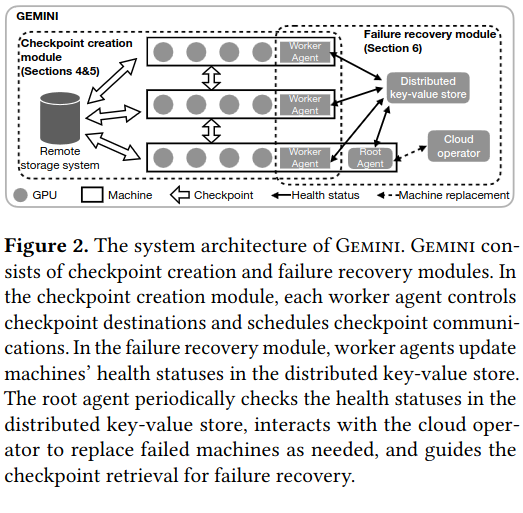 GEMINI
Checkpoint creation
module
(Sections 4&5)
Failure recovery module
(Section 6)
Worker
Agent
Distributed
key-value store
Worker
Agent
Remote
storage system
Worker
Agent
Root
Agent
Cloud
operator
GPU
Machine
Checkpoint
Health status
Machine replacement
Figure 2. The system architecture of GEMINI. GEMINI con-
sists of checkpoint creation and failure recovery modules. In
the checkpoint creation module, each worker agent controls
checkpoint destinations and schedules checkpoint communi-
cations. In the failure recovery module, worker agents update
machines' health statuses in the distributed key-value store.
The root agent periodically checks the health statuses in the
distributed key-value store, interacts with the cloud oper-
ator to replace failed machines as needed, and guides the
checkpoint retrieval for failure recovery.